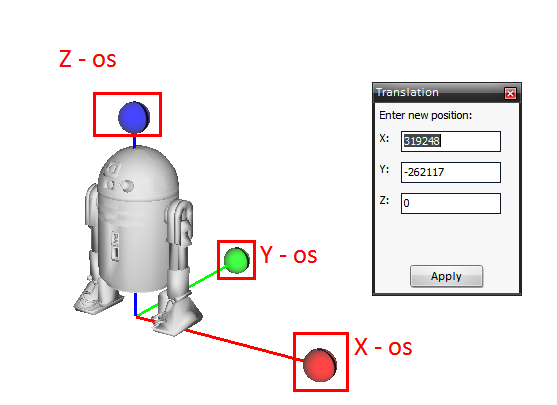 Z - os
Translation
Enter new position:
X: 319248
Y: -262117
Z: 0
Y - os
Apply
X - os